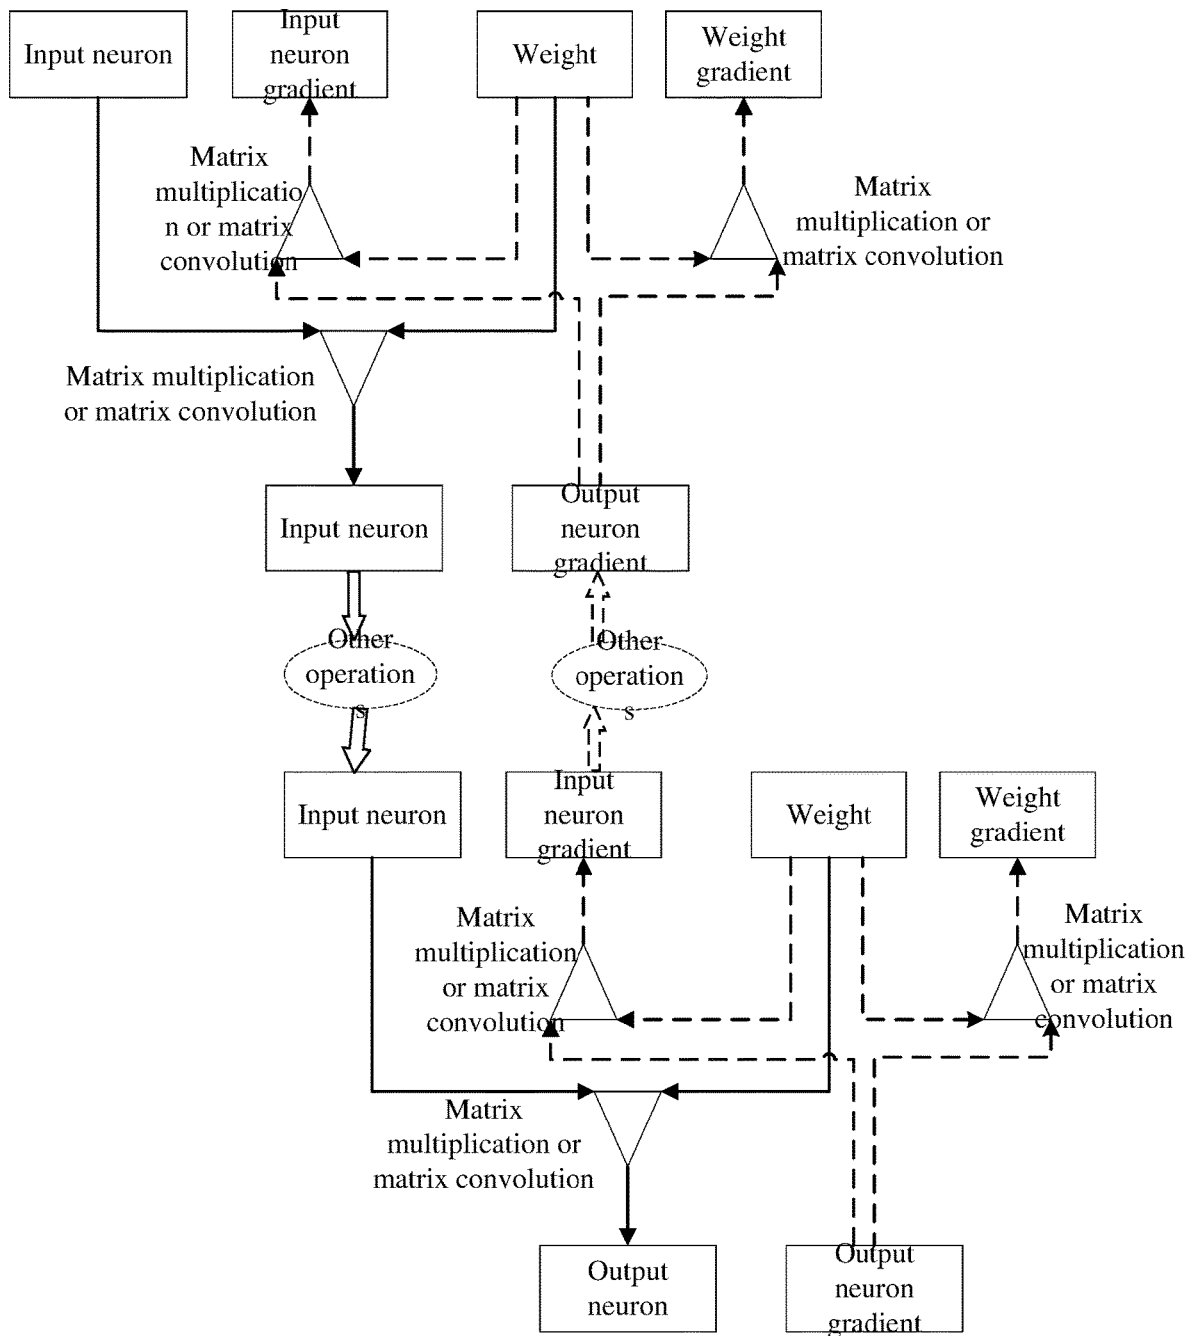 Input neuron
Input
neuron
gradient
Weight
Weight
gradient
Matrix
multiplicatio
n or matrix
convolution
Matrix
multiplication or
matrix convolution
Matrix multiplication
or matrix convolution
Input neuron
Output
neuron
gradient
Other
operation
s
Other
operation
s
Input neuron
Input
neuron
gradient
Weight
Weight
gradient
Matrix
multiplication
or matrix
convolution
Matrix
multiplication
or matrix
convolution
Matrix
multiplication or
matrix convolution
Output
neuron
Output
neuron
gradient